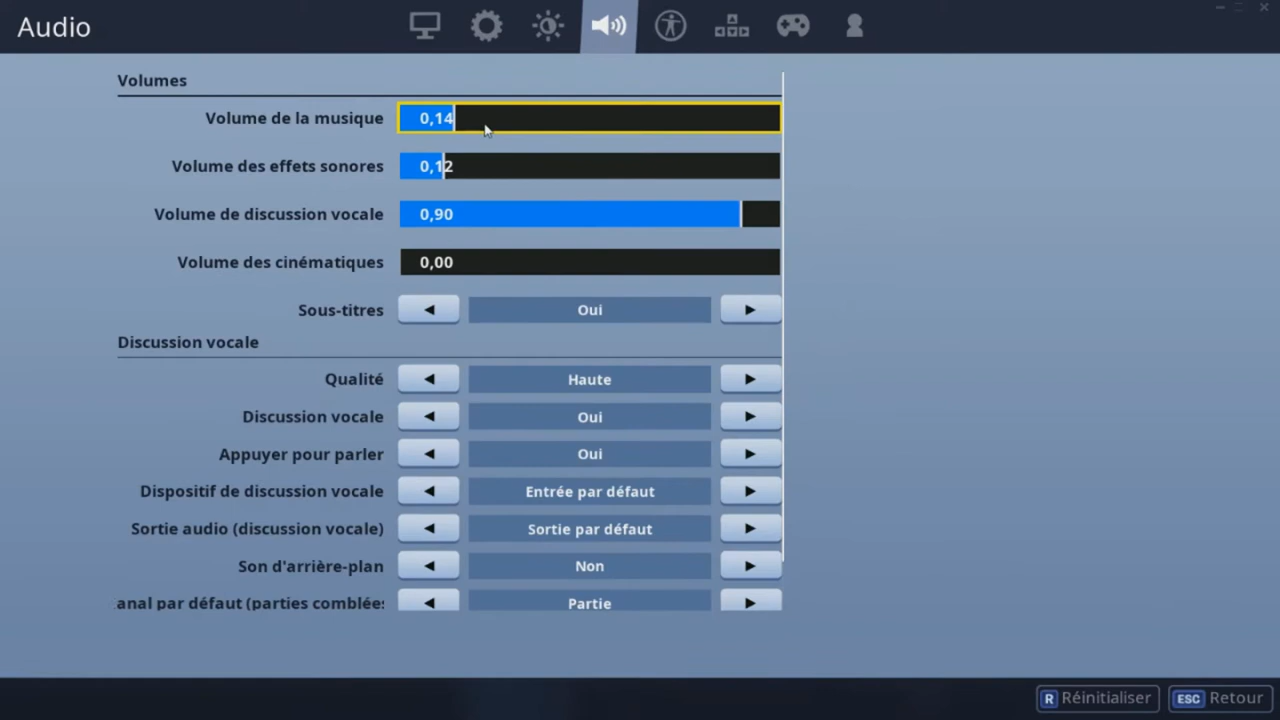 Audio
Volumes
Volume de la musique 0,14
Volume des effets sonores 0,12
Volume de discussion vocale 0,90
Volume des cinématiques 0,00
Sous-titres ◄ Oui ►
Discussion vocale
Qualité ◄ Haute ►
Discussion vocale ◄ Oui ►
Appuyer pour parler ◄ Oui ►
Dispositif de discussion vocale ◄ Entrée par défaut ►
Sortie audio (discussion vocale) ◄ Sortie par défaut ►
Son d'arrière-plan ◄ Non ►
anal par défaut (parties comblées ◄ Partie ►
R Réinitialiser ESC Retour